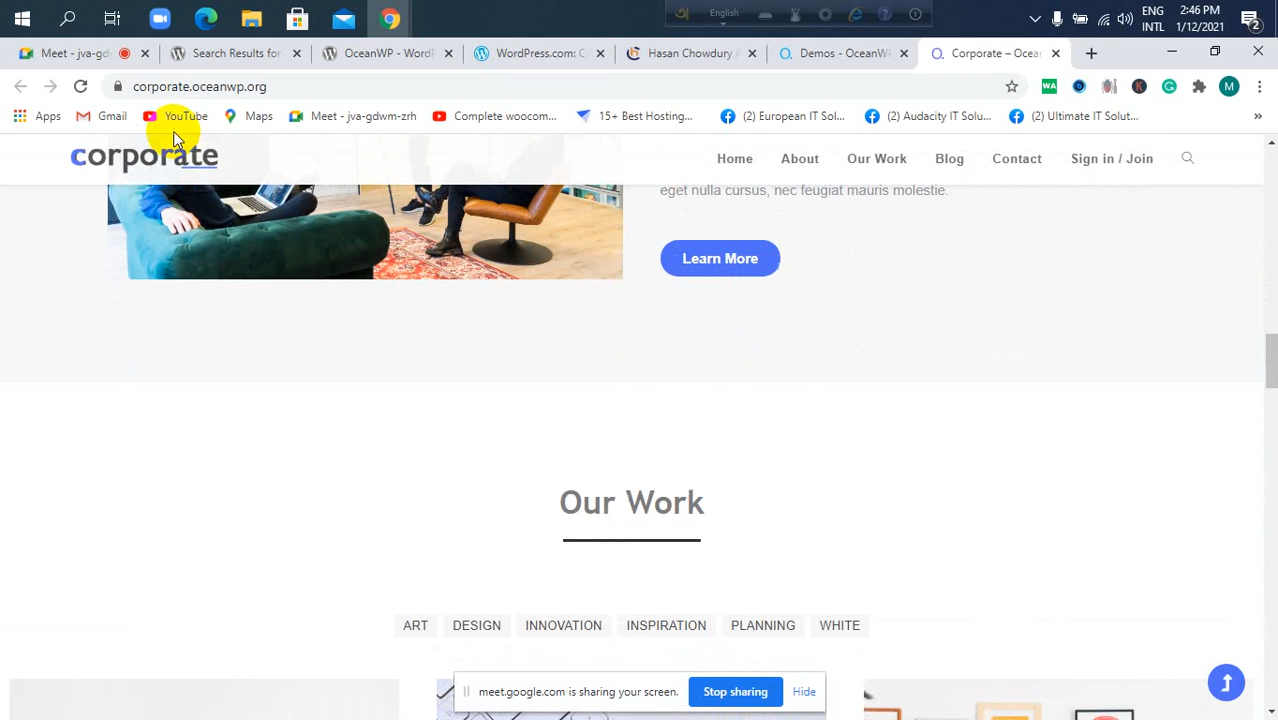 English
ENG
INTL
2:46 PM
1/12/2021
2
Meet - jva-gd
Search Results for
OceanWP - WordP
WordPress.com: C
Hasan Chowdury A
Demos - OceanW
Corporate – Ocea
corporate.oceanwp.org
WA
K
M
Apps
Gmail
YouTube
Maps
Meet - jva-gdwm-zrh
Complete woocom...
15+ Best Hosting...
(2) European IT Sol...
(2) Audacity IT Solu...
(2) Ultimate IT Solut...
»
corporate
Home
About
Our Work
Blog
Contact
Sign in / Join
eget nulla cursus, nec feugiat mauris molestie.
Learn More
Our Work
ART
DESIGN
INNOVATION
INSPIRATION
PLANNING
WHITE
meet.google.com is sharing your screen.
Stop sharing
Hide